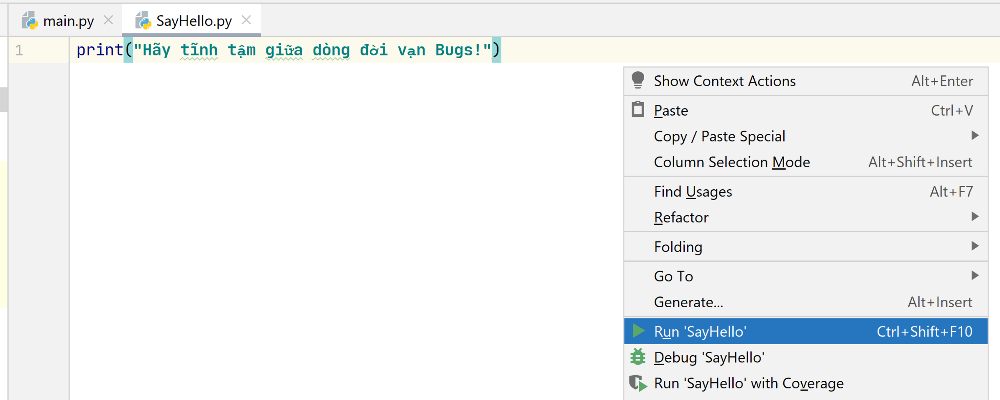 main.py SayHello.py
1 print("Hãy tĩnh tậm giữa dòng đời vạn Bugs!")
Show Context Actions Alt+Enter
Paste Ctrl+V
Copy / Paste Special
Column Selection Mode Alt+Shift+Insert
Find Usages Alt+F7
Refactor
Folding
Go To
Generate... Alt+Insert
Run 'SayHello' Ctrl+Shift+F10
Debug 'SayHello'
Run 'SayHello' with Coverage